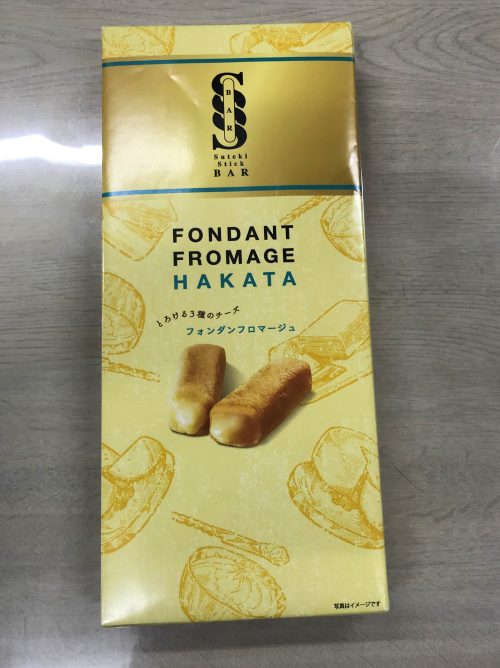 S
BAR
Suteki
Stick
BAR
FONDANT
FROMAGE
HAKATA
とろける3種のチーズ
フォンダンフロマージュ
写真はイメージです